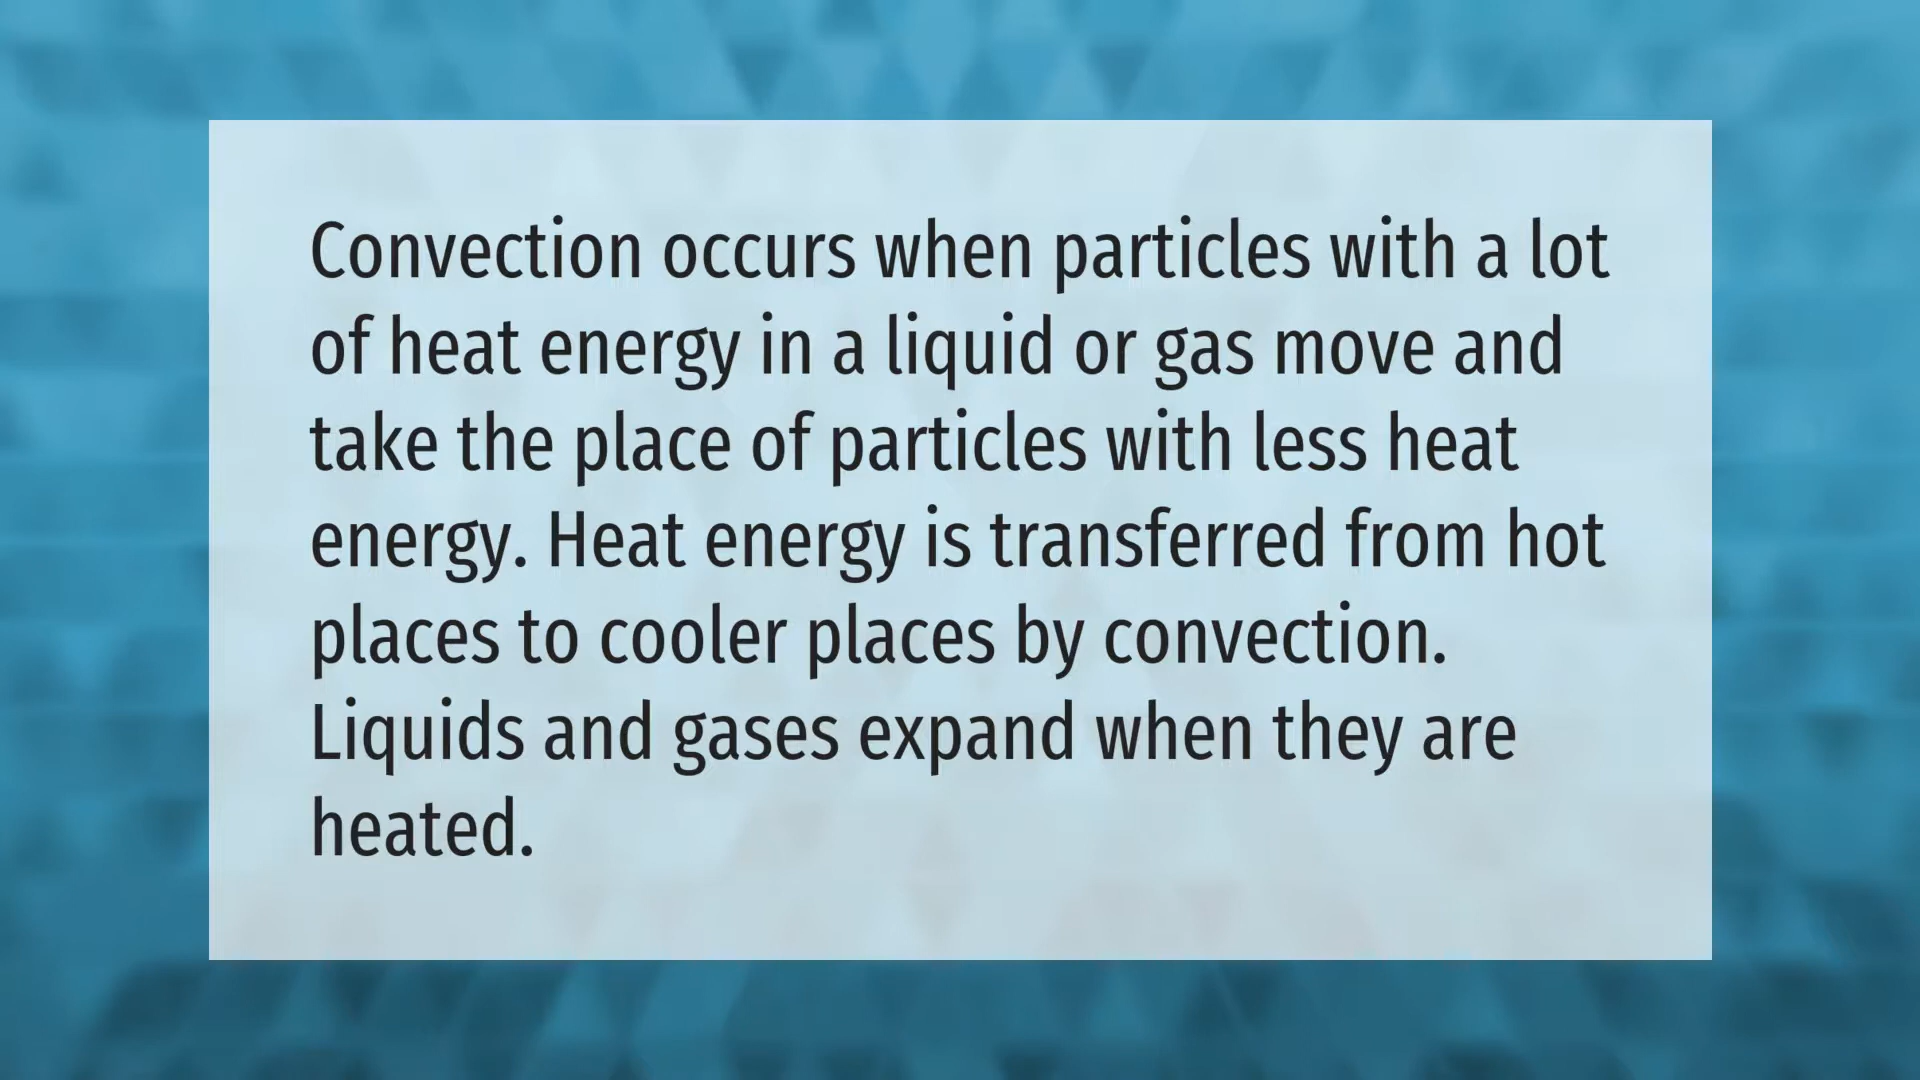 Convection occurs when particles with a lot
of heat energy in a liquid or gas move and
take the place of particles with less heat
energy. Heat energy is transferred from hot
places to cooler places by convection.
Liquids and gases expand when they are
heated.